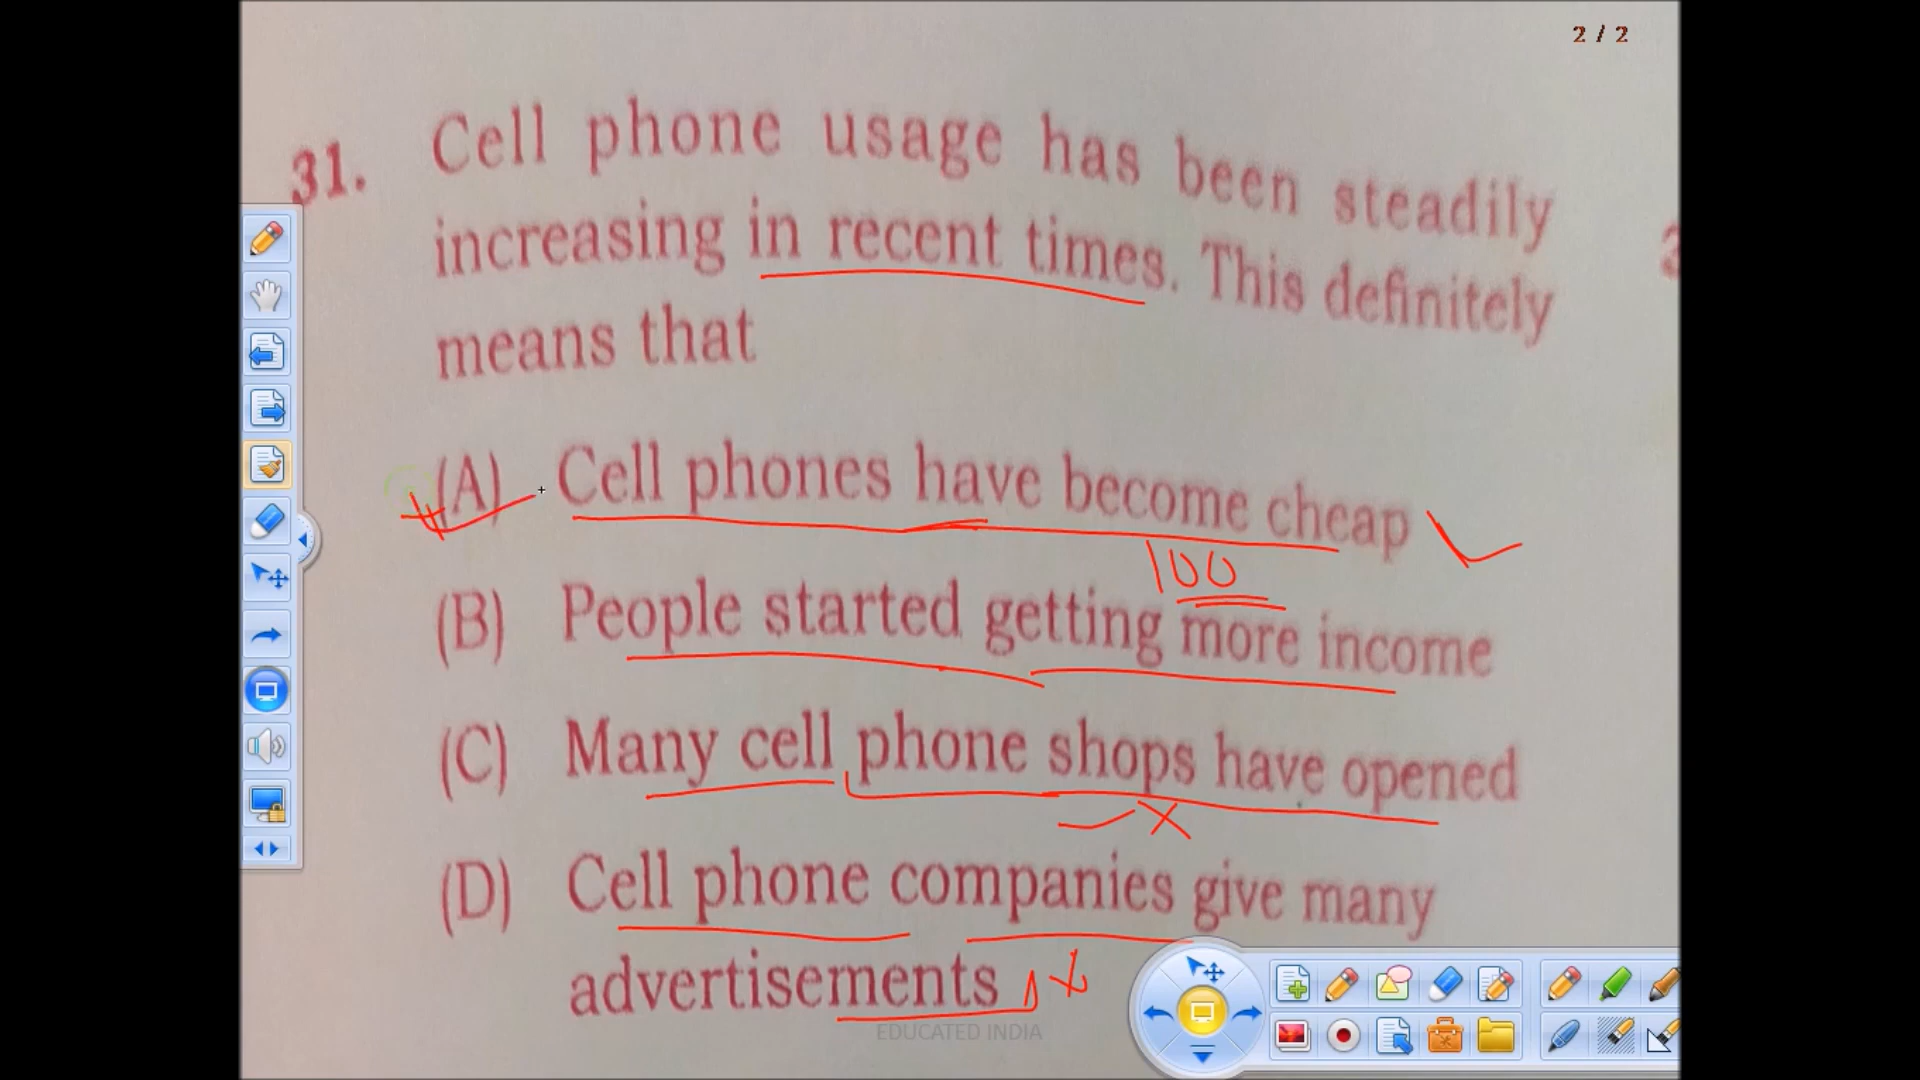 2 / 2
31. Cell phone usage has been steadily
increasing in recent times. This definitely
means that
(A) Cell phones have become cheap
100
(B) People started getting more income
(C) Many cell phone shops have opened
(D) Cell phone companies give many
advertisements
EDUCATED INDIA